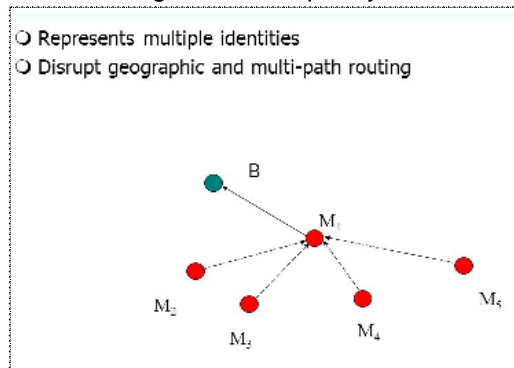 Represents multiple identities
Disrupt geographic and multi-path routing
B
M1
M2
M3
M4
M5